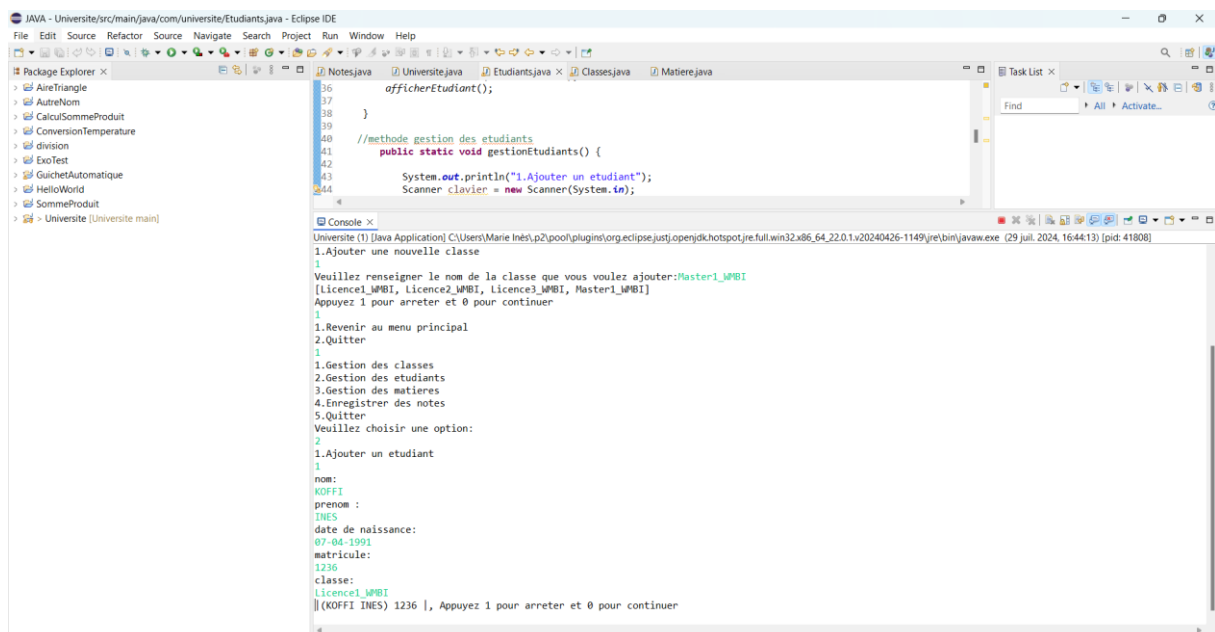 JAVA - Universite/src/main/java/com/universite/Etudiants.java - Eclipse IDE
File Edit Source Refactor Source Navigate Search Project Run Window Help
Package Explorer
AireTriangle
AutreNom
CalculSommeProduit
ConversionTemperature
division
ExoTest
GuichetAutomatique
HelloWorld
SommeProduit
> Universite [Universite main]
Notes.java Universite.java Etudiants.java Classes.java Matiere.java
36 afficherEtudiant();
37
38 }
39
40 //methode gestion des etudiants
41 public static void gestionEtudiants() {
42
43 System.out.println("1.Ajouter un etudiant");
44 Scanner clavier = new Scanner(System.in);
Task List
Find All Activate...
Console
Universite (1) [Java Application] C:\Users\Marie Inès\.p2\pool\plugins\org.eclipse.justj.openjdk.hotspot.jre.full.win32.x86_64_22.0.1.v20240426-1149\jre\bin\javaw.exe (29 juil. 2024, 16:44:13) [pid: 41808]
1.Ajouter une nouvelle classe
1
Veuillez renseigner le nom de la classe que vous voulez ajouter:Master1_WMBI
[Licence1_WMBI, Licence2_WMBI, Licence3_WMBI, Master1_WMBI]
Appuyez 1 pour arreter et 0 pour continuer
1
1.Revenir au menu principal
2.Quitter
1
1.Gestion des classes
2.Gestion des etudiants
3.Gestion des matieres
4.Enregistrer des notes
5.Quitter
Veuillez choisir une option:
2
1.Ajouter un etudiant
1
nom:
KOFFI
prenom :
INES
date de naissance:
07-04-1991
matricule:
1236
classe:
Licence1_WMBI
|(KOFFI INES) 1236 |, Appuyez 1 pour arreter et 0 pour continuer